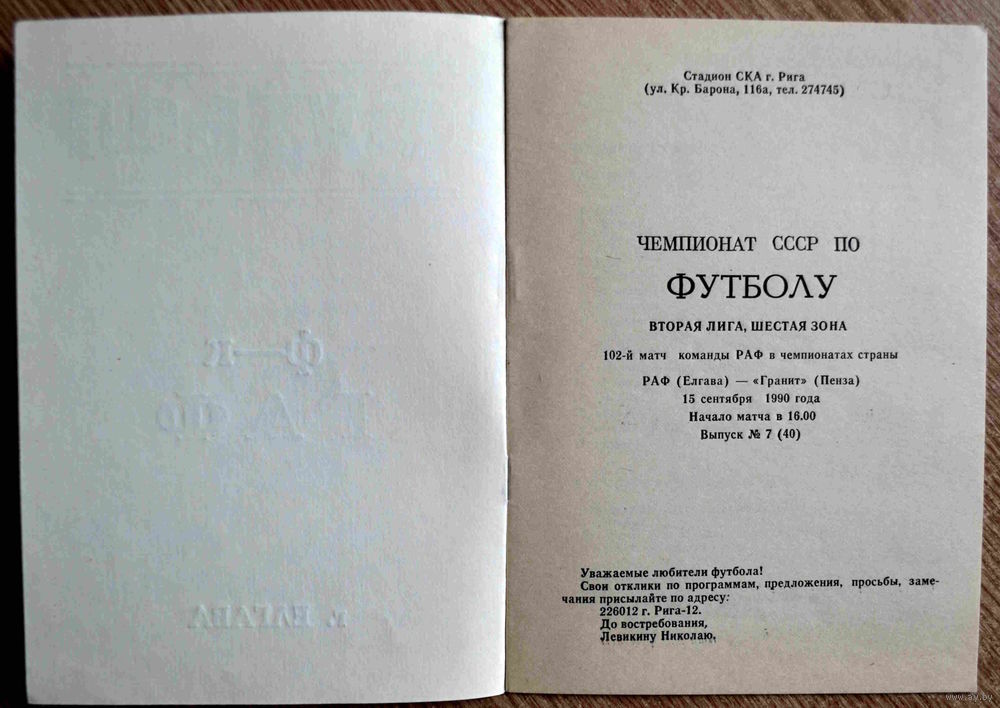 Стадион СКА г. Рига
(ул. Кр. Барона, 116а, тел. 274745)
ЧЕМПИОНАТ СССР ПО
ФУТБОЛУ
ВТОРАЯ ЛИГА, ШЕСТАЯ ЗОНА
102-й матч команды РАФ в чемпионатах страны
РАФ (Елгава) — «Гранит» (Пенза)
15 сентября 1990 года
Начало матча в 16.00
Выпуск № 7 (40)
Уважаемые любители футбола!
Свои отклики по программам, предложения, просьбы, заме-
чания присылайте по адресу:
226012 г. Рига-12.
До востребования,
Левикину Николаю.
www.ay.by